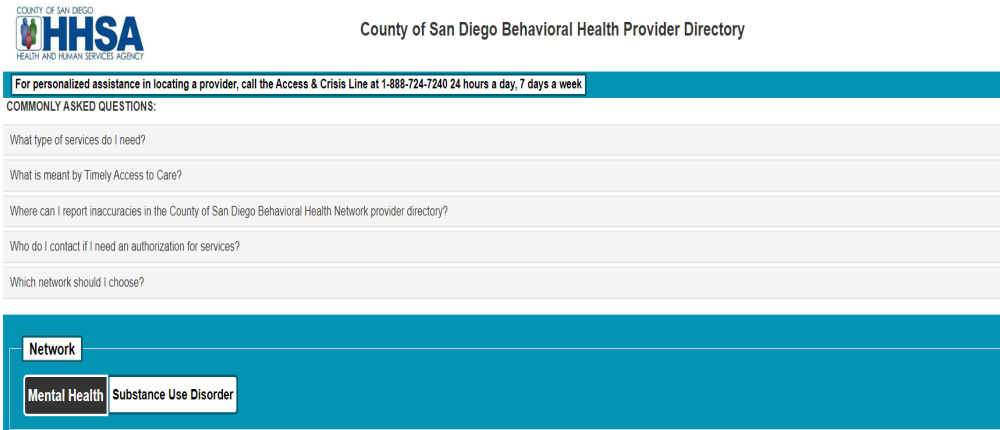 COUNTY OF SAN DIEGO
HHSA
HEALTH AND HUMAN SERVICES AGENCY
County of San Diego Behavioral Health Provider Directory
For personalized assistance in locating a provider, call the Access & Crisis Line at 1-888-724-7240 24 hours a day, 7 days a week
COMMONLY ASKED QUESTIONS:
What type of services do I need?
What is meant by Timely Access to Care?
Where can I report inaccuracies in the County of San Diego Behavioral Health Network provider directory?
Who do I contact if I need an authorization for services?
Which network should I choose?
Network
Mental Health Substance Use Disorder